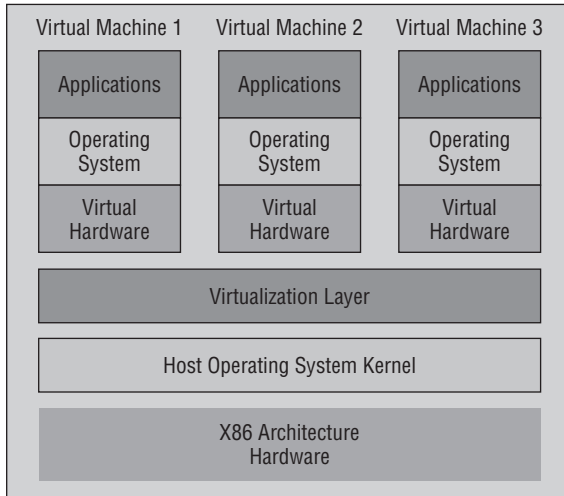 Virtual Machine 1 Virtual Machine 2 Virtual Machine 3
Applications Applications Applications
Operating Operating Operating
System System System
Virtual Virtual Virtual
Hardware Hardware Hardware
Virtualization Layer
Host Operating System Kernel
X86 Architecture
Hardware